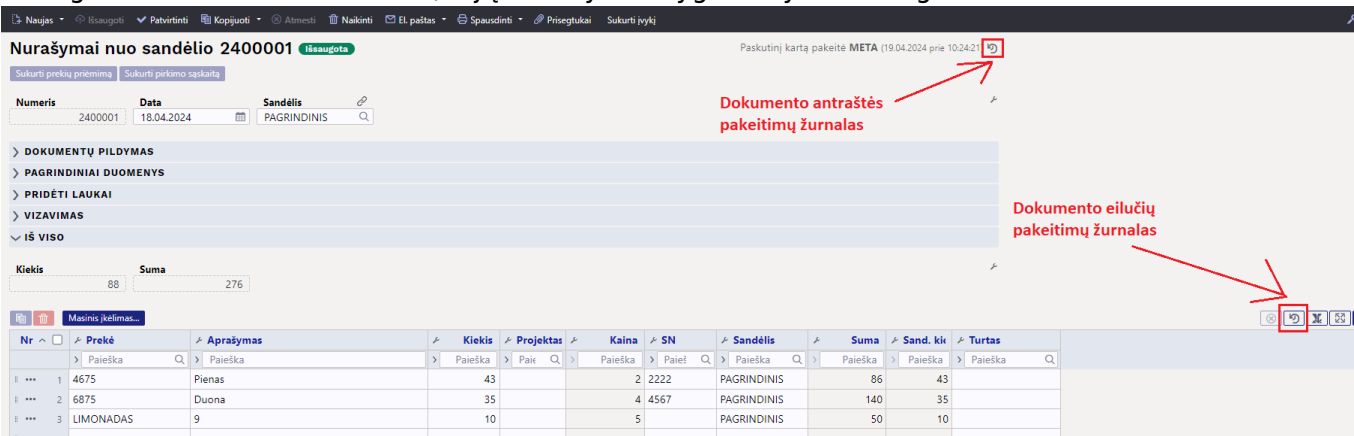 Naujas Išsaugoti Patvirtinti Kopijuoti Atmesti Naikinti El. paštas Spausdinti Prisegtukai Sukurti įvykį
Nurašymai nuo sandėlio 2400001 Išsaugota
Paskutinį kartą pakeitė META (19.04.2024 prie 10:24:21
Sukurti prekių priėmimą Sukurti pirkimo sąskaitą
Numeris Data Sandėlis
2400001 18.04.2024 PAGRINDINIS
Dokumento antraštės
pakeitimų žurnalas
DOKUMENTŲ PILDYMAS
PAGRINDINIAI DUOMENYS
PRIDĖTI LAUKAI
VIZAVIMAS
IŠ VISO
Dokumento eilučių
pakeitimų žurnalas
Kiekis Suma
88 276
Masinis įkėlimas...
Nr Prekė Aprašymas Kiekis Projektas Kaina SN Sandėlis Suma Sand. kie Turtas
Paieška Paieška Paieška Paie Paieška Paieš Paieška Paieška Paieška Paieška
1 4675 Pienas 43 2 2222 PAGRINDINIS 86 43
2 6875 Duona 35 4 4567 PAGRINDINIS 140 35
3 LIMONADAS 9 10 5 PAGRINDINIS 50 10